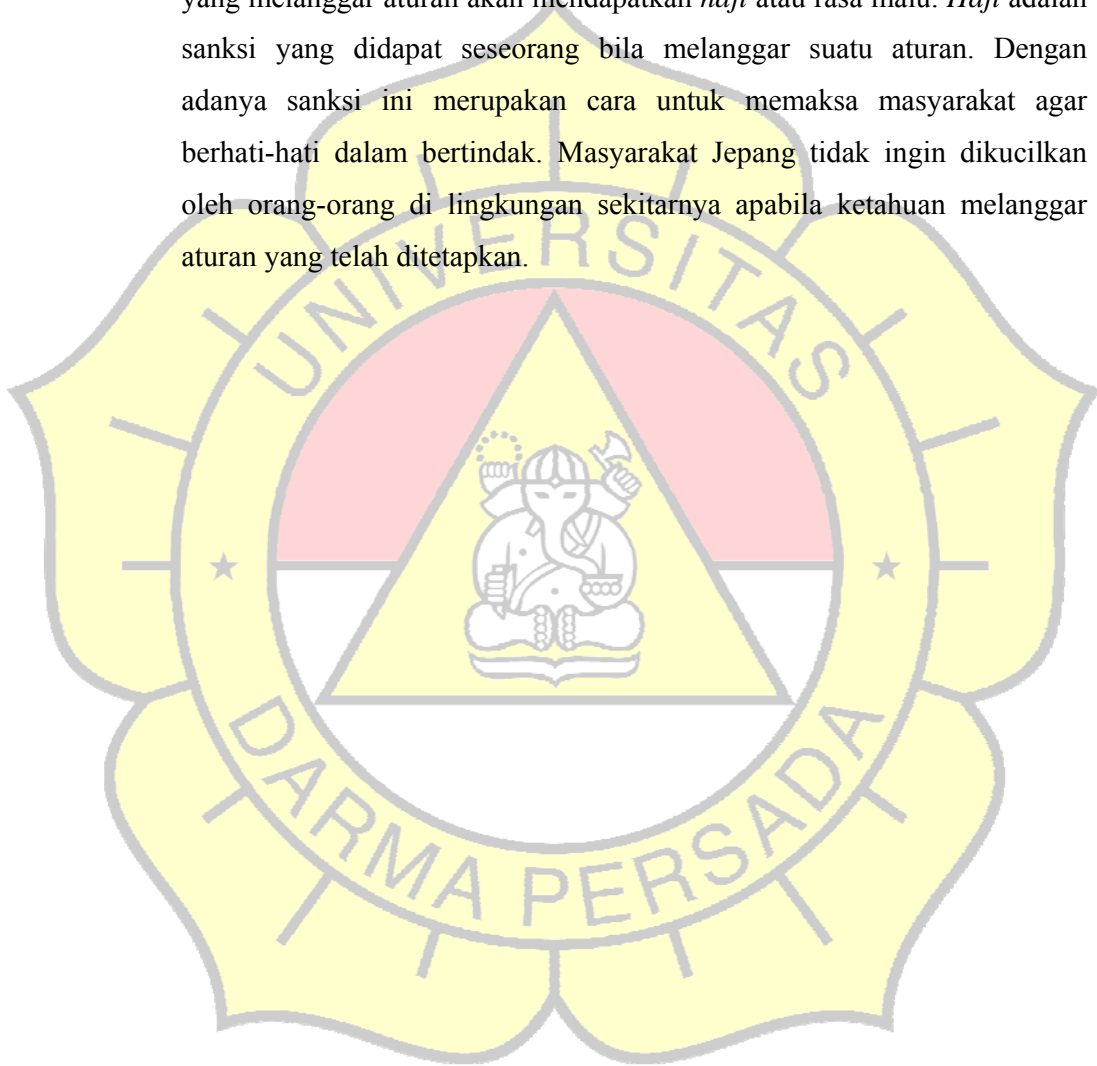 yang melanggar aturan akan mendapatkan haji atau rasa malu. Haji adalah
sanksi yang didapat seseorang bila melanggar suatu aturan. Dengan
adanya sanksi ini merupakan cara untuk memaksa masyarakat agar
berhati-hati dalam bertindak. Masyarakat Jepang tidak ingin dikucilkan
oleh orang-orang di lingkungan sekitarnya apabila ketahuan melanggar
aturan yang telah ditetapkan.
UNIVERSITAS
DARMA PERSADA